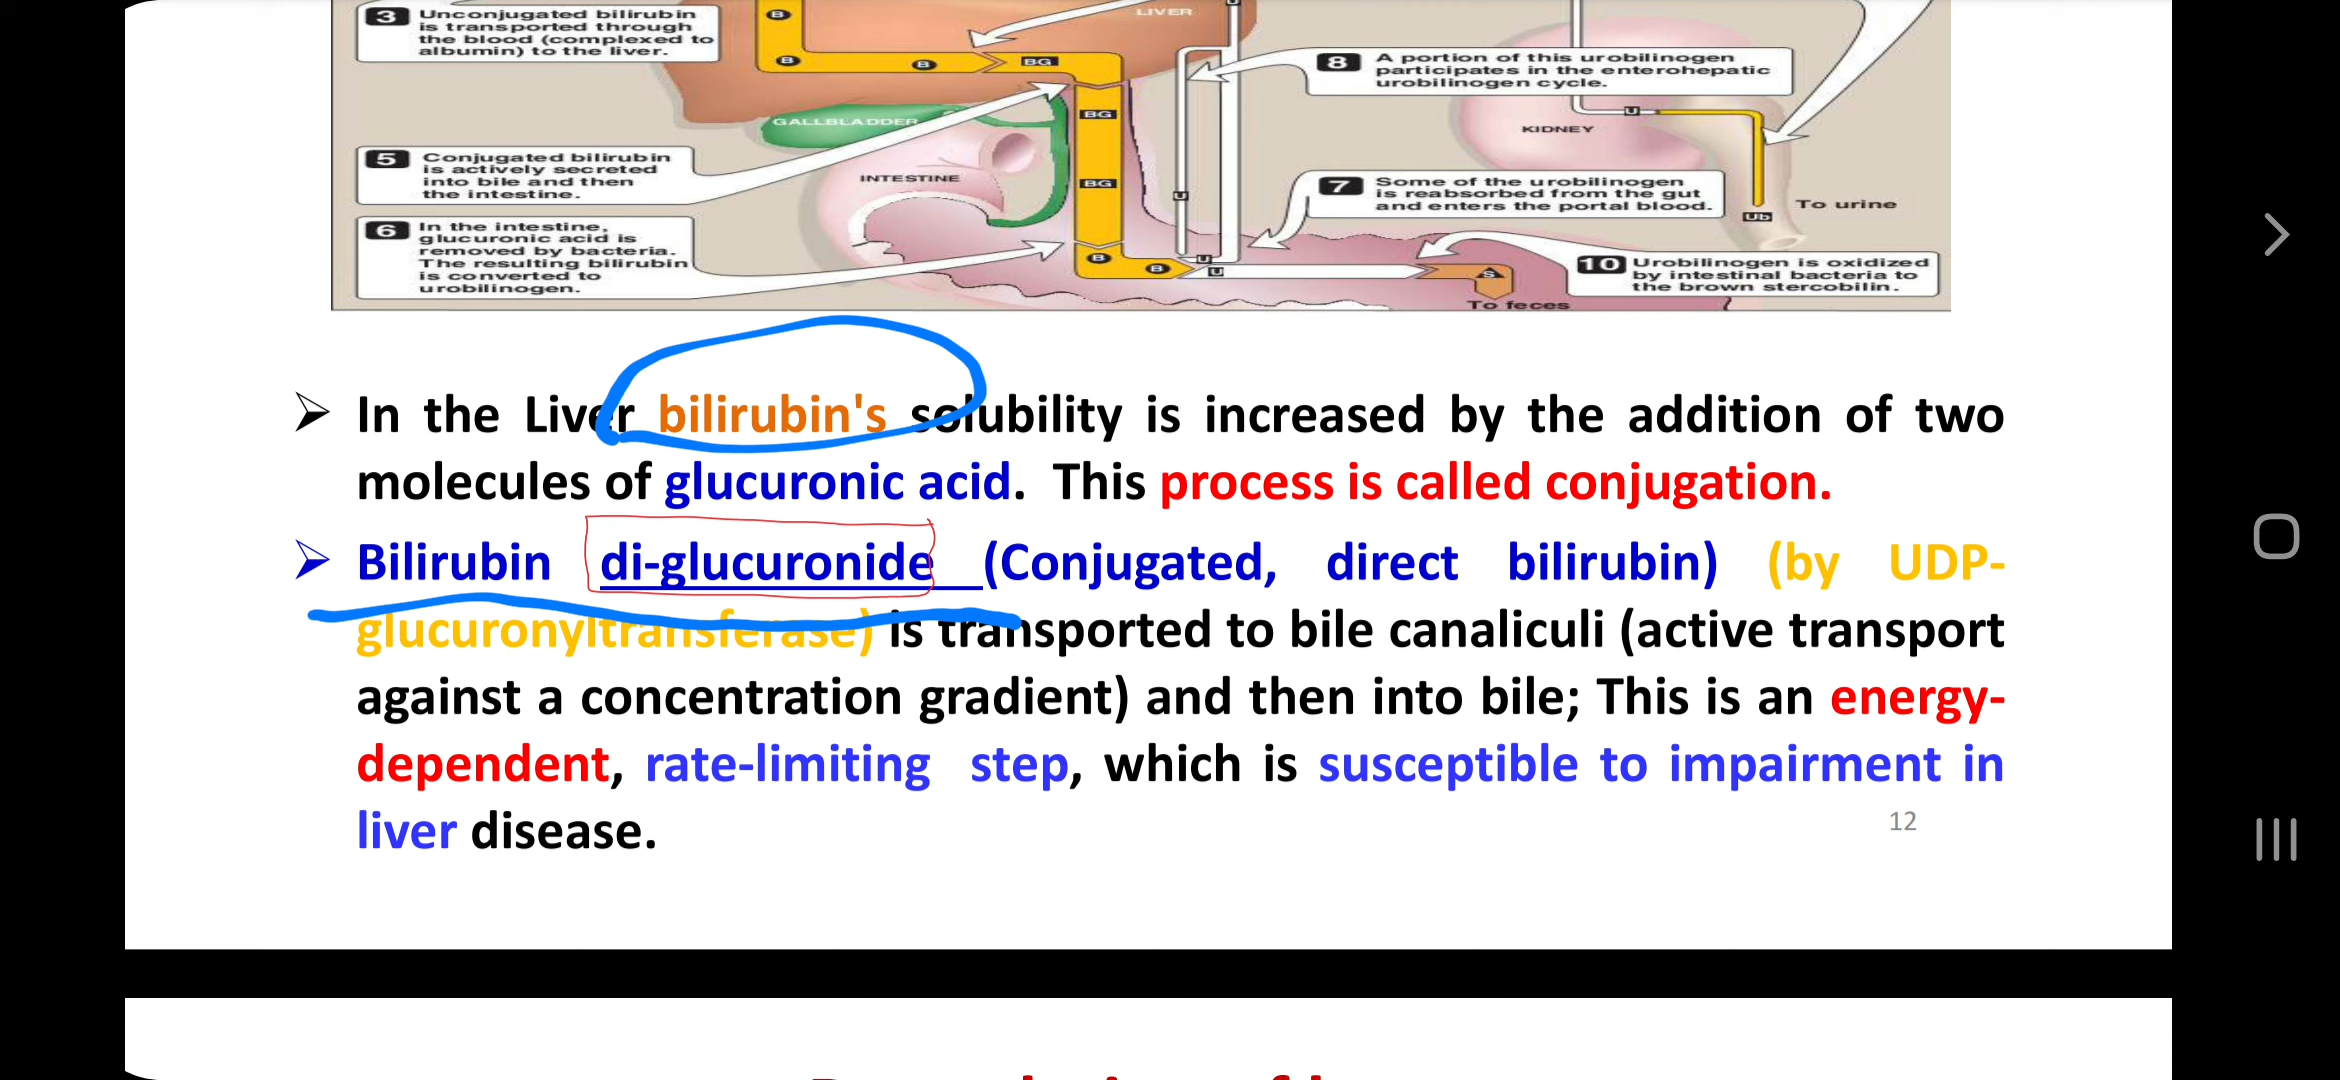 3 Unconjugated bilirubin
is transported through
the blood (complexed to
albumin) to the liver.
B
B
B
BG
LIVER
U
8 A portion of this urobilinogen
participates in the enterohepatic
urobilinogen cycle.
BG
GALLBLADDER
U
KIDNEY
5 Conjugated bilirubin
is actively secreted
into bile and then
the intestine.
INTESTINE
BG
U
7 Some of the urobilinogen
is reabsorbed from the gut
and enters the portal blood.
Ub
To urine
6 In the intestine,
glucuronic acid is
removed by bacteria.
The resulting bilirubin
is converted to
urobilinogen.
B
B
U
U
S
To feces
10 Urobilinogen is oxidized
by intestinal bacteria to
the brown stercobilin.
➢ In the Liver bilirubin's solubility is increased by the addition of two
molecules of glucuronic acid. This process is called conjugation.
➢ Bilirubin di-glucuronide (Conjugated, direct bilirubin) (by UDP-
glucuronyltransferase) is transported to bile canaliculi (active transport
against a concentration gradient) and then into bile; This is an energy-
dependent, rate-limiting step, which is susceptible to impairment in
liver disease.
12